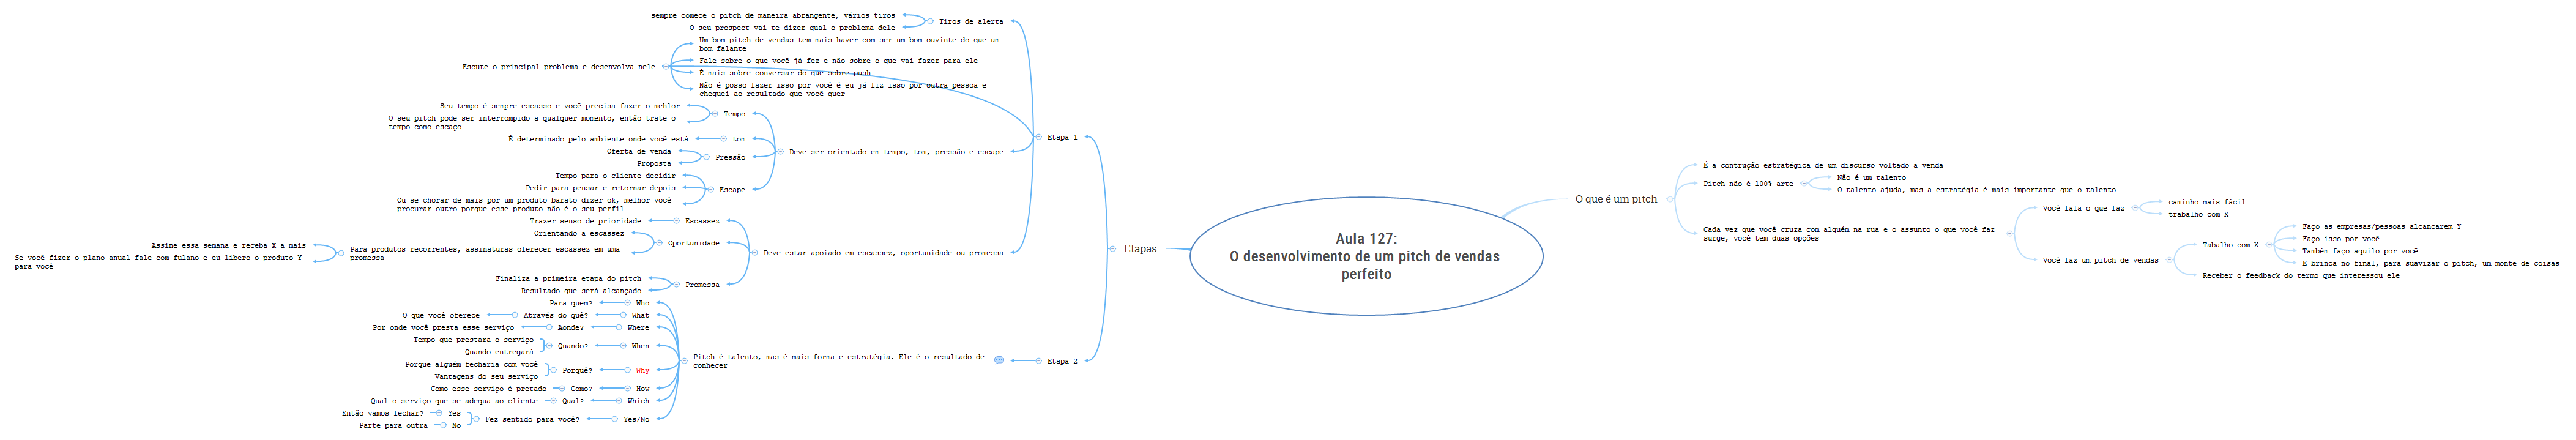 Aula 127:
O desenvolvimento de um pitch de vendas
perfeito
O que é um pitch
É a contrução estratégica de um discurso voltado a venda
Pitch não é 100% arte
Não é um talento
O talento ajuda, mas a estratégia é mais importante que o talento
Cada vez que você cruza com alguém na rua e o assunto o que você faz
surge, você tem duas opções
Você fala o que faz
caminho mais fácil
trabalho com X
Você faz um pitch de vendas
Tabalho com X
Faço as empresas/pessoas alcancarem Y
Faço isso por você
Também faço aquilo por você
E brinca no final, para suavizar o pitch, um monte de coisas
Receber o feedback do termo que interessou ele
Etapas
Etapa 1
Tiros de alerta
sempre comece o pitch de maneira abrangente, vários tiros
O seu prospect vai te dizer qual o problema dele
Escute o principal problema e desenvolva nele
Um bom pitch de vendas tem mais haver com ser um bom ouvinte do que um
bom falante
Fale sobre o que você já fez e não sobre o que vai fazer para ele
É mais sobre conversar do que sobre push
Não é posso fazer isso por você é eu já fiz isso por outra pessoa e
cheguei ao resultado que você quer
Deve ser orientado em tempo, tom, pressão e escape
Tempo
Seu tempo é sempre escasso e você precisa fazer o mehlor
O seu pitch pode ser interrompido a qualquer momento, então trate o
tempo como escaço
tom
É determinado pelo ambiente onde você está
Pressão
Oferta de venda
Proposta
Escape
Tempo para o cliente decidir
Pedir para pensar e retornar depois
Ou se chorar de mais por um produto barato dizer ok, melhor você
procurar outro porque esse produto não é o seu perfil
Deve estar apoiado em escassez, oportunidade ou promessa
Escassez
Trazer senso de prioridade
Oportunidade
Orientando a escassez
Para produtos recorrentes, assinaturas oferecer escassez em uma
promessa
Assine essa semana e receba X a mais
Se você fizer o plano anual fale com fulano e eu libero o produto Y
para você
Promessa
Finaliza a primeira etapa do pitch
Resultado que será alcançado
Etapa 2
Pitch é talento, mas é mais forma e estratégia. Ele é o resultado de
conhecer
Who
Para quem?
What
Através do quê?
O que você oferece
Where
Aonde?
Por onde você presta esse serviço
When
Quando?
Tempo que prestara o serviço
Quando entregará
Why
Porquê?
Porque alguém fecharia com você
Vantagens do seu serviço
How
Como?
Como esse serviço é pretado
Which
Qual?
Qual o serviço que se adequa ao cliente
Yes/No
Fez sentido para você?
Yes
Então vamos fechar?
No
Parte para outra